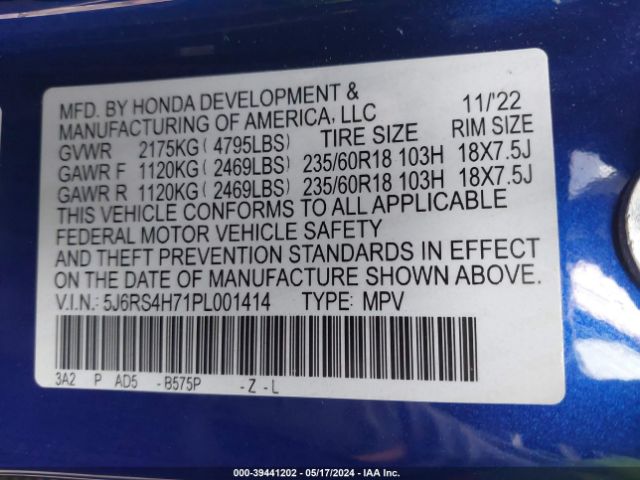 MFD. BY HONDA DEVELOPMENT &
MANUFACTURING OF AMERICA, LLC 11/'22
GVWR 2175KG ( 4795LBS) TIRE SIZE RIM SIZE
GAWR F 1120KG ( 2469LBS) 235/60R18 103H 18X7.5J
GAWR R 1120KG ( 2469LBS) 235/60R18 103H 18X7.5J
THIS VEHICLE CONFORMS TO ALL APPLICABLE
FEDERAL MOTOR VEHICLE SAFETY
AND THEFT PREVENTION STANDARDS IN EFFECT
ON THE DATE OF MANUFACTURE SHOWN ABOVE.
V.I.N.: 5J6RS4H71PL001414 TYPE: MPV
3A2 P AD5 - B575P - Z - L
000-39441202 - 05/17/2024 - IAA Inc.